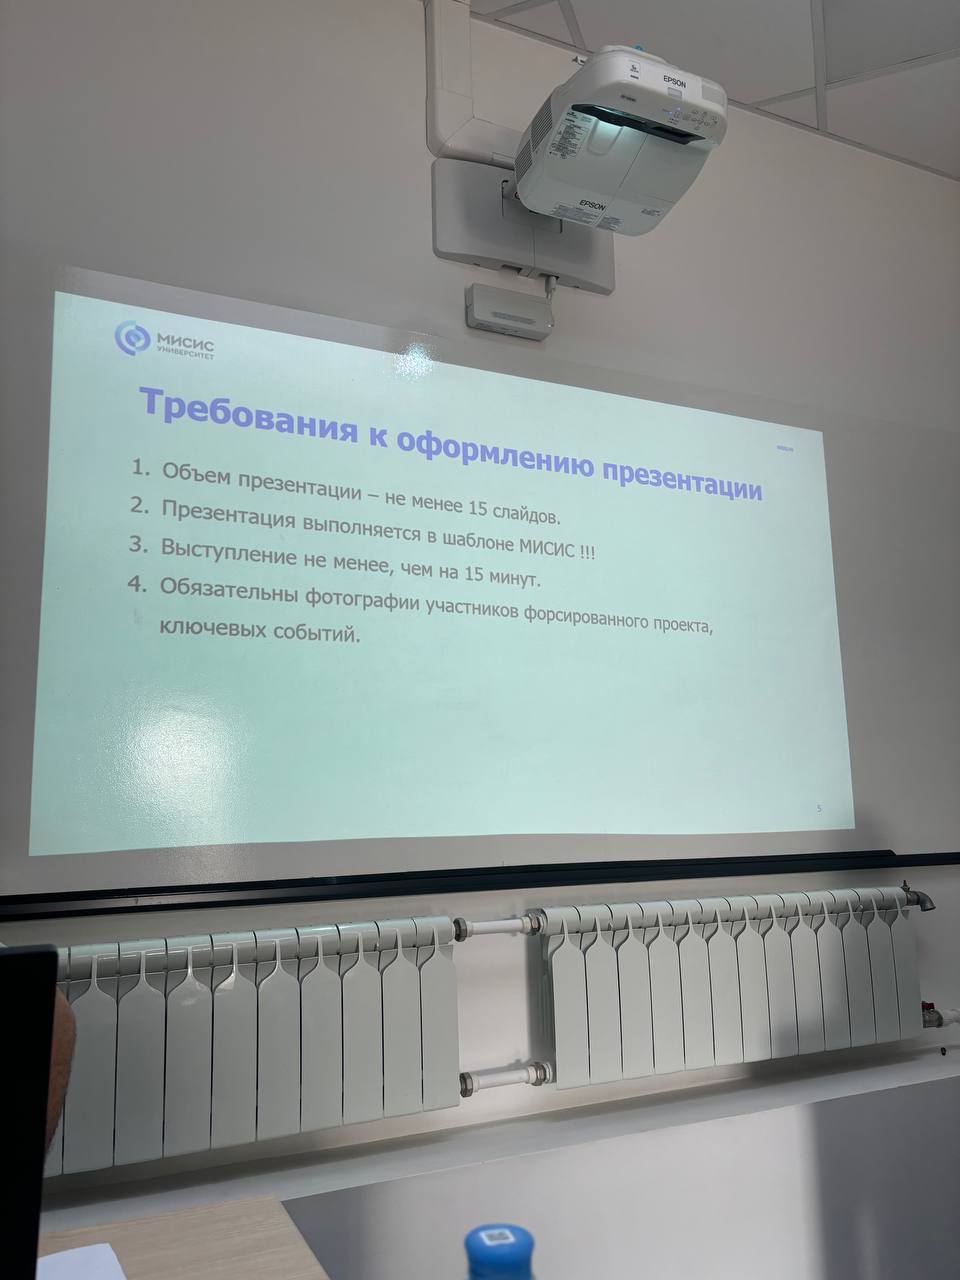 EPSON
EPSON
МИСИС
УНИВЕРСИТЕТ
Требования к оформлению презентации
1. Объем презентации – не менее 15 слайдов.
2. Презентация выполняется в шаблоне МИСИС !!!
3. Выступление не менее, чем на 15 минут.
4. Обязательны фотографии участников форсированного проекта,
ключевых событий.
5